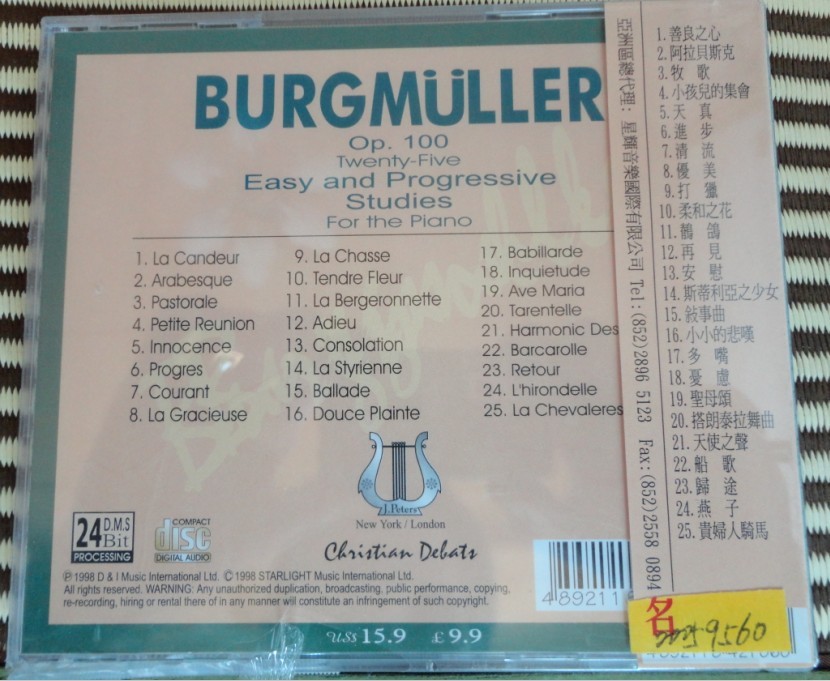 BURGMÜLLER
Op. 100
Twenty-Five
Easy and Progressive
Studies
For the Piano
1. La Candeur
2. Arabesque
3. Pastorale
4. Petite Reunion
5. Innocence
6. Progres
7. Courant
8. La Gracieuse
9. La Chasse
10. Tendre Fleur
11. La Bergeronnette
12. Adieu
13. Consolation
14. La Styrienne
15. Ballade
16. Douce Plainte
17. Babillarde
18. Inquietude
19. Ave Maria
20. Tarentelle
21. Harmonic Des
22. Barcarolle
23. Retour
24. L'hirondelle
25. La Chevaleres
J. Peters
New York / London
Christian Debats
24 D.M.S
Bit
PROCESSING
COMPACT
disc
DIGITAL AUDIO
℗ 1998 D & I Music International Ltd. © 1998 STARLIGHT Music International Ltd.
All rights reserved. WARNING: Any unauthorized duplication, broadcasting, public performance, copying,
re-recording, hiring or rental there of in any manner will constitute an infringement of such copyright.
US$ 15.9 £ 9.9
4 89211
亞洲區總代理: 星輝音樂國際有限公司 Tel:(852)2896 5123 Fax:(852)2558 0894
1.善良之心
2.阿拉貝斯克
3.牧 歌
4.小孩兒的集會
5.天 真
6.進 步
7.清 流
8.優 美
9.打 獵
10.柔和之花
11.鶺 鴒
12.再 見
13.安 慰
14.斯蒂利亞之少女
15.敍事曲
16.小小的悲嘆
17.多 嘴
18.憂 慮
19.聖母頌
20.塔朗泰拉舞曲
21.天使之聲
22.船 歌
23.歸 途
24.燕 子
25.貴婦人騎馬
名
9560